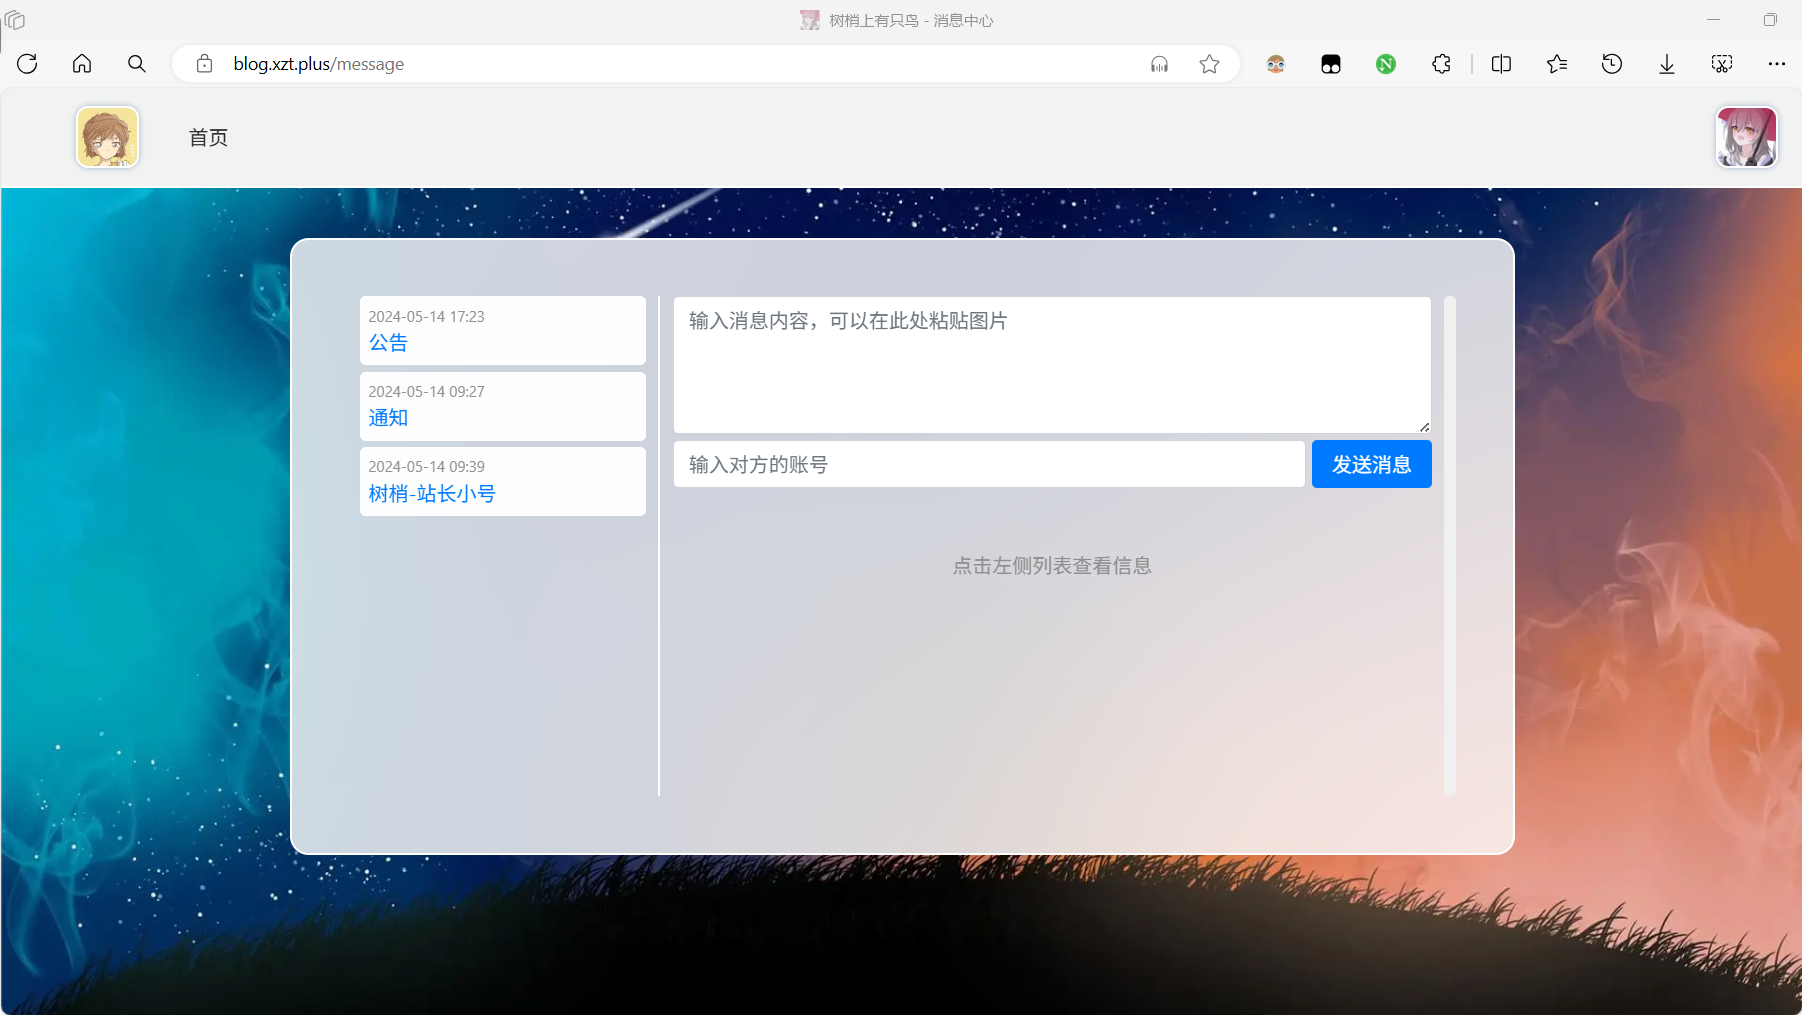 树梢上有只鸟 - 消息中心
blog.xzt.plus/message
首页
2024-05-14 17:23
公告
2024-05-14 09:27
通知
2024-05-14 09:39
树梢-站长小号
输入消息内容，可以在此处粘贴图片
输入对方的账号
发送消息
点击左侧列表查看信息